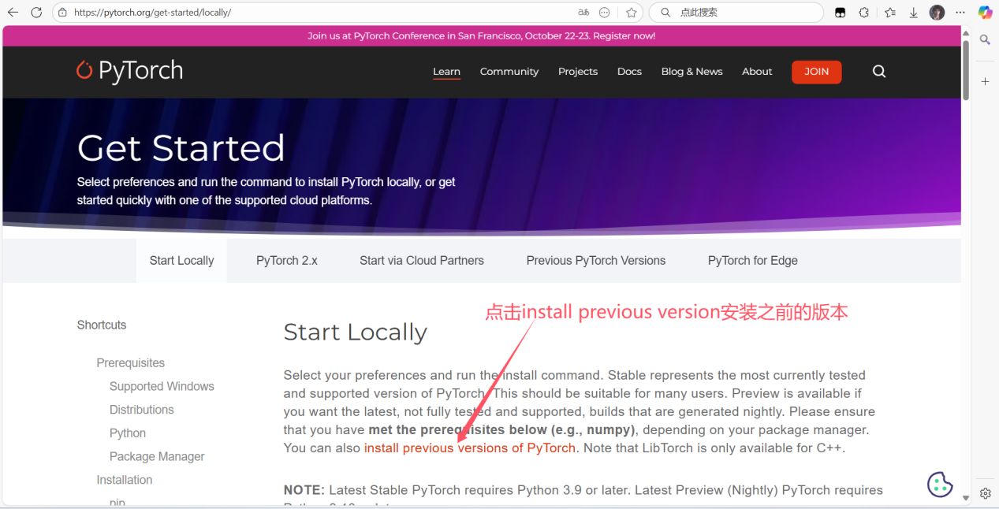 https://pytorch.org/get-started/locally/
点此搜索
Join us at PyTorch Conference in San Francisco, October 22-23. Register now!
PyTorch
Learn Community Projects Docs Blog & News About JOIN
Get Started
Select preferences and run the command to install PyTorch locally, or get
started quickly with one of the supported cloud platforms.
Start Locally PyTorch 2.x Start via Cloud Partners Previous PyTorch Versions PyTorch for Edge
点击install previous version安装之前的版本
Shortcuts
Prerequisites
Supported Windows
Distributions
Python
Package Manager
Installation
pip
Start Locally
Select your preferences and run the install command. Stable represents the most currently tested
and supported version of PyTorch. This should be suitable for many users. Preview is available if
you want the latest, not fully tested and supported, builds that are generated nightly. Please ensure
that you have met the prerequisites below (e.g., numpy), depending on your package manager.
You can also install previous versions of PyTorch. Note that LibTorch is only available for C++.
NOTE: Latest Stable PyTorch requires Python 3.9 or later. Latest Preview (Nightly) PyTorch requires